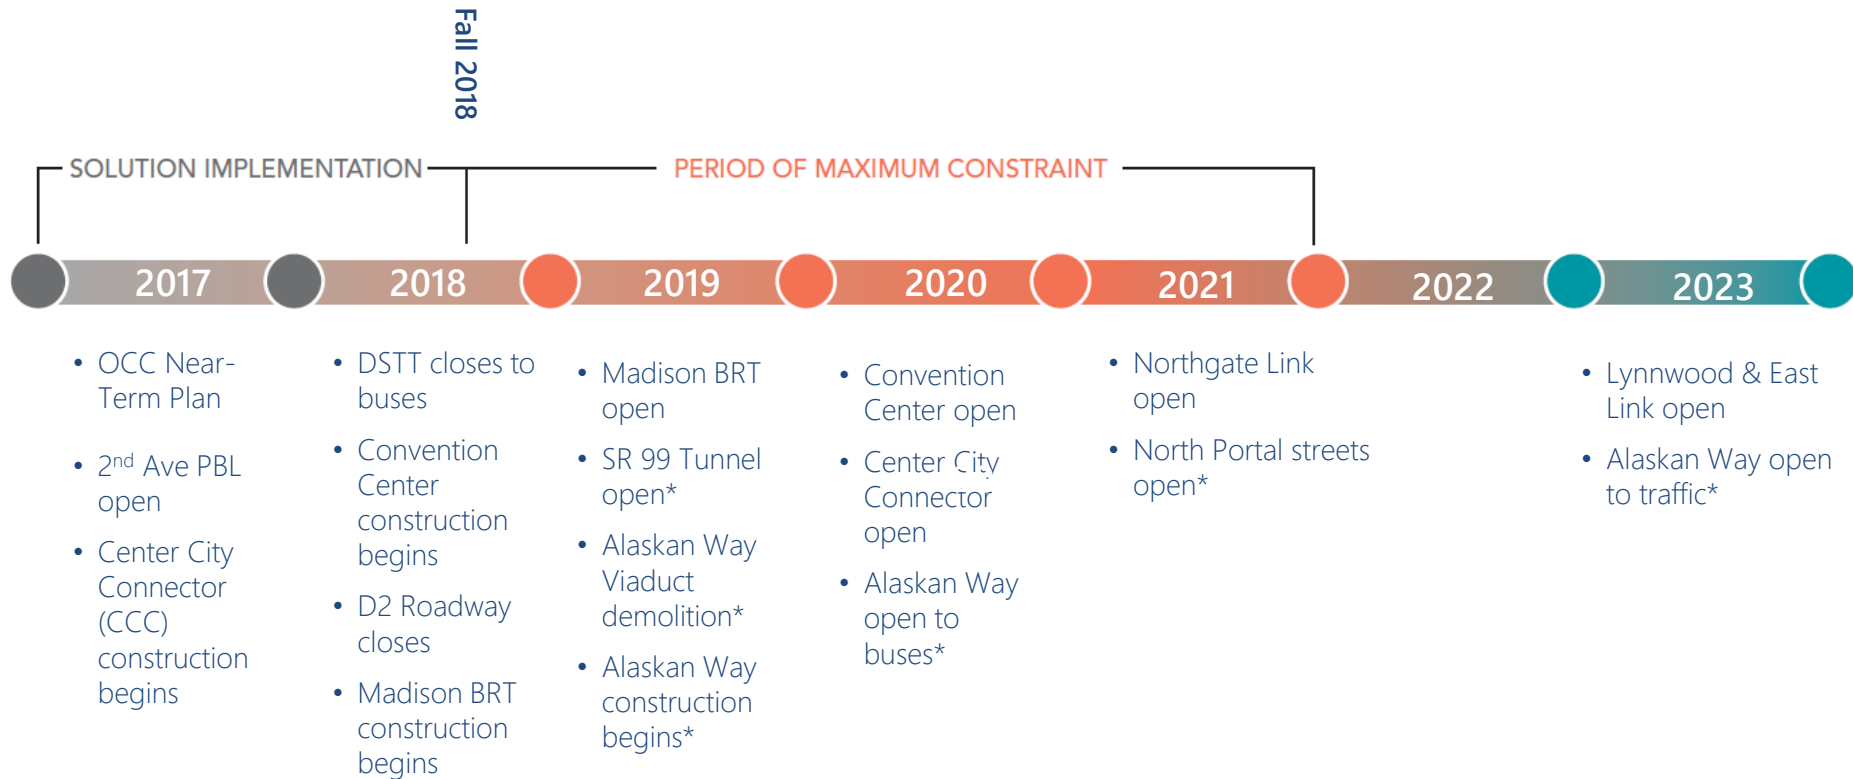 Fall 2018
SOLUTION IMPLEMENTATION
PERIOD OF MAXIMUM CONSTRAINT
2017
2018
2019
2020
2021
2022
2023
• OCC Near-
Term Plan
• 2nd Ave PBL
open
• Center City
Connector
(CCC)
construction
begins
• DSTT closes to
buses
• Convention
Center
construction
begins
• D2 Roadway
closes
• Madison BRT
construction
begins
• Madison BRT
open
• SR 99 Tunnel
open*
• Alaskan Way
Viaduct
demolition*
• Alaskan Way
construction
begins*
• Convention
Center open
• Center City
Connector
open
• Alaskan Way
open to
buses*
• Northgate Link
open
• North Portal streets
open*
• Lynnwood & East
Link open
• Alaskan Way open
to traffic*